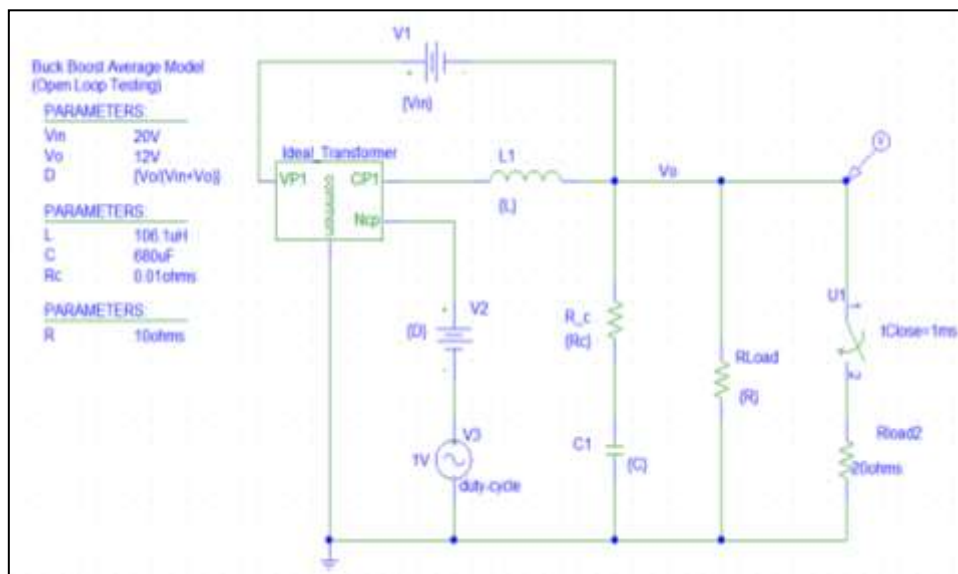 Buck Boost Average Model
(Open Loop Testing)
PARAMETERS:
Vin 20V
Vo 12V
D {Vo/(Vin+Vo)}
PARAMETERS:
L 106.1uH
C 680uF
Rc 0.01ohms
PARAMETERS:
R 10ohms
V1
{Vin}
Ideal_Transformer
VP1
CP1
Ncp
L1
{L}
Vo
V
V2
{D}
V3
1V
duty-cycle
R_c
{Rc}
C1
{C}
RLoad
{R}
U1
1
tClose=1ms
2
Rload2
20ohms